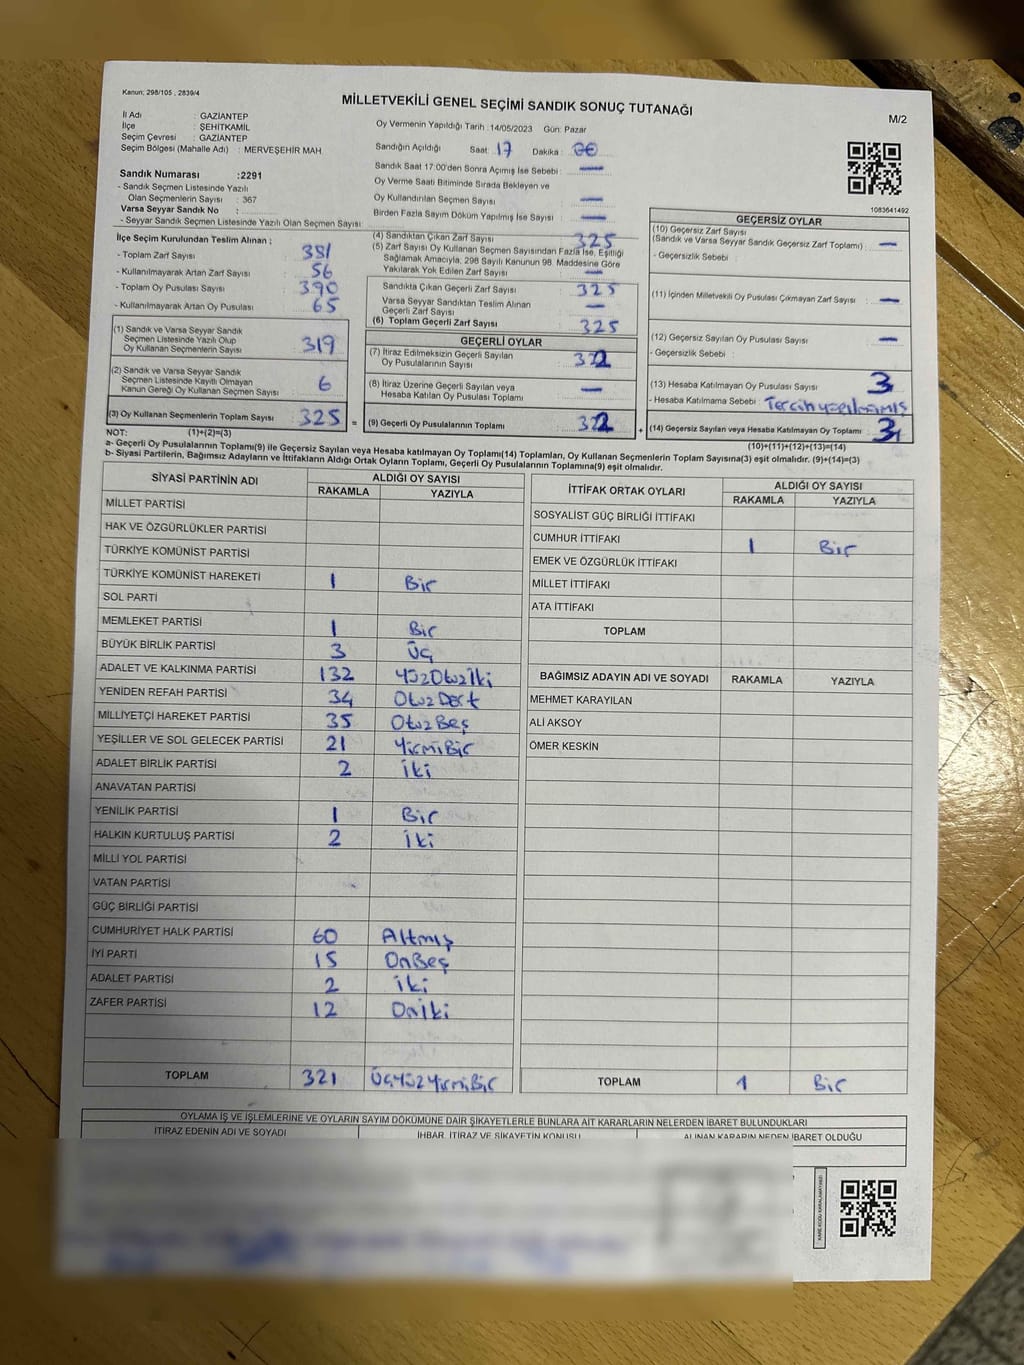 Kanun; 298/105 , 2839/4
MİLLETVEKİLİ GENEL SEÇİMİ SANDIK SONUÇ TUTANAĞI
M/2
İl Adı : GAZİANTEP
İlçe : ŞEHİTKAMİL
Seçim Çevresi : GAZİANTEP
Seçim Bölgesi (Mahalle Adı) : MERVEŞEHİR MAH.
Sandık Numarası :2291
- Sandık Seçmen Listesinde Yazılı
Olan Seçmenlerin Sayısı : 367
Varsa Seyyar Sandık No :
- Seyyar Sandık Seçmen Listesinde Yazılı Olan Seçmen Sayısı :
Oy Vermenin Yapıldığı Tarih :14/05/2023 Gün: Pazar
Sandığın Açıldığı Saat: 17 Dakika: 00
Sandık Saat 17:00'den Sonra Açımış İse Sebebi : —
Oy Verme Saati Bitiminde Sırada Bekleyen ve
Oy Kullandırılan Seçmen Sayısı : —
Birden Fazla Sayım Döküm Yapılmış İse Sayısı : —
1083641492
İlçe Seçim Kurulundan Teslim Alınan ;
- Toplam Zarf Sayısı : 381
- Kullanılmayarak Artan Zarf Sayısı : 56
- Toplam Oy Pusulası Sayısı : 390
- Kullanılmayarak Artan Oy Pusulası : 65
(4) Sandıktan Çıkan Zarf Sayısı : 325
(5) Zarf Sayısı Oy Kullanan Seçmen Sayısından Fazla İse, Eşitliği
Sağlamak Amacıyla, 298 Sayılı Kanunun 98. Maddesine Göre
Yakılarak Yok Edilen Zarf Sayısı : —
Sandıkta Çıkan Geçerli Zarf Sayısı : 325
Varsa Seyyar Sandıktan Teslim Alınan
Geçerli Zarf Sayısı : —
(6) Toplam Geçerli Zarf Sayısı : 325
GEÇERSİZ OYLAR
(10) Geçersiz Zarf Sayısı
(Sandık ve Varsa Seyyar Sandık Geçersiz Zarf Toplamı) : —
- Geçersizlik Sebebi :
(11) İçinden Milletvekili Oy Pusulası Çıkmayan Zarf Sayısı : —
(12) Geçersiz Sayılan Oy Pusulası Sayısı : —
- Geçersizlik Sebebi :
(13) Hesaba Katılmayan Oy Pusulası Sayısı : 3
- Hesaba Katılmama Sebebi : Tercih yazılmamış
(14) Geçersiz Sayılan veya Hesaba Katılmayan Oy Toplamı : 3
(1) Sandık ve Varsa Seyyar Sandık
Seçmen Listesinde Yazılı Olup
Oy Kullanan Seçmenlerin Sayısı : 319
(2) Sandık ve Varsa Seyyar Sandık
Seçmen Listesinde Kayıtlı Olmayan
Kanun Gereği Oy Kullanan Seçmen Sayısı : 6
(3) Oy Kullanan Seçmenlerin Toplam Sayısı : 325 =
GEÇERLİ OYLAR
(7) İtiraz Edilmeksizin Geçerli Sayılan
Oy Pusulalarının Sayısı : 322
(8) İtiraz Üzerine Geçerli Sayılan veya
Hesaba Katılan Oy Pusulası Toplamı : —
(9) Geçerli Oy Pusulalarının Toplamı : 322 +
NOT: (1)+(2)=(3)
(10)+(11)+(12)+(13)=(14)
a- Geçerli Oy Pusulalarının Toplamı(9) ile Geçersiz Sayılan veya Hesaba katılmayan Oy Toplamı(14) Toplamları, Oy Kullanan Seçmenlerin Toplam Sayısına(3) eşit olmalıdır. (9)+(14)=(3)
b- Siyasi Partilerin, Bağımsız Adayların ve İttifakların Aldığı Ortak Oyların Toplamı, Geçerli Oy Pusulalarının Toplamına(9) eşit olmalıdır.
SİYASİ PARTİNİN ADI ALDIĞI OY SAYISI
RAKAMLA YAZIYLA
MİLLET PARTİSİ
HAK VE ÖZGÜRLÜKLER PARTİSİ
TÜRKİYE KOMÜNİST PARTİSİ
TÜRKİYE KOMÜNİST HAREKETİ 1 Bir
SOL PARTİ
MEMLEKET PARTİSİ 1 Bir
BÜYÜK BİRLİK PARTİSİ 3 Üç
ADALET VE KALKINMA PARTİSİ 132 YüzOtuzİki
YENİDEN REFAH PARTİSİ 34 OtuzDört
MİLLİYETÇİ HAREKET PARTİSİ 35 OtuzBeş
YEŞİLLER VE SOL GELECEK PARTİSİ 21 YirmiBir
ADALET BİRLİK PARTİSİ 2 İki
ANAVATAN PARTİSİ
YENİLİK PARTİSİ 1 Bir
HALKIN KURTULUŞ PARTİSİ 2 İki
MİLLİ YOL PARTİSİ
VATAN PARTİSİ
GÜÇ BİRLİĞİ PARTİSİ
CUMHURİYET HALK PARTİSİ 60 Altmış
İYİ PARTİ 15 OnBeş
ADALET PARTİSİ 2 İki
ZAFER PARTİSİ 12 Onİki
TOPLAM 321 ÜçYüzYirmiBir
İTTİFAK ORTAK OYLARI ALDIĞI OY SAYISI
RAKAMLA YAZIYLA
SOSYALİST GÜÇ BİRLİĞİ İTTİFAKI
CUMHUR İTTİFAKI 1 Bir
EMEK VE ÖZGÜRLÜK İTTİFAKI
MİLLET İTTİFAKI
ATA İTTİFAKI
TOPLAM
BAĞIMSIZ ADAYIN ADI VE SOYADI RAKAMLA YAZIYLA
MEHMET KARAYILAN
ALİ AKSOY
ÖMER KESKİN
TOPLAM 1 Bir
OYLAMA İŞ VE İŞLEMLERİNE VE OYLARIN SAYIM DÖKÜMÜNE DAİR ŞİKAYETLERLE BUNLARA AİT KARARLARIN NELERDEN İBARET BULUNDUKLARI
İTİRAZ EDENİN ADI VE SOYADI İHBAR, İTİRAZ VE ŞİKAYETİN KONUSU ALINAN KARARIN NEDEN İBARET OLDUĞU